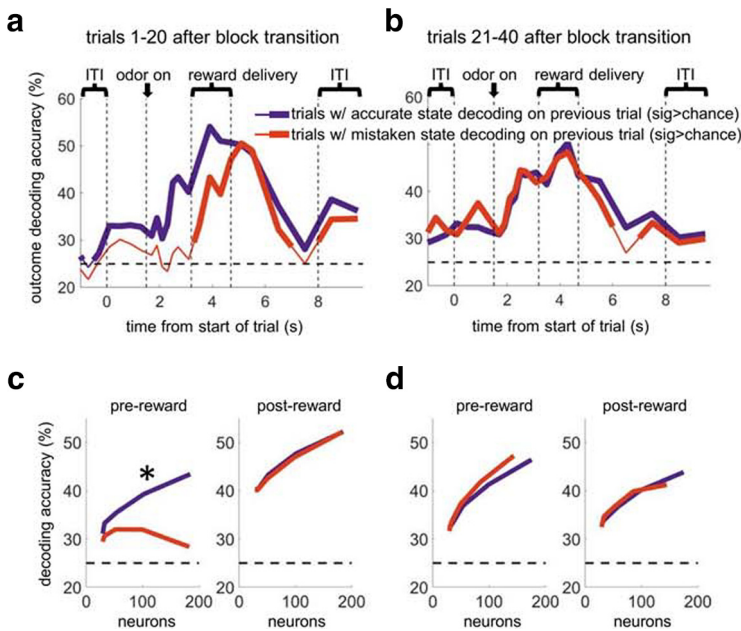 a
trials 1-20 after block transition
ITI odor on reward delivery ITI
60
50
40
30
20
outcome decoding accuracy (%)
0 2 4 6 8
time from start of trial (s)
b
trials 21-40 after block transition
ITI odor on reward delivery ITI
trials w/ accurate state decoding on previous trial (sig>chance)
trials w/ mistaken state decoding on previous trial (sig>chance)
60
40
30
20
0 2 4 6 8
time from start of trial (s)
c
pre-reward
post-reward
decoding accuracy (%)
50
40
30
20
*
0 100 200
neurons
50
40
30
20
0 100 200
neurons
d
pre-reward
post-reward
50
40
30
20
0 100 200
neurons
50
40
30
20
0 100 200
neurons